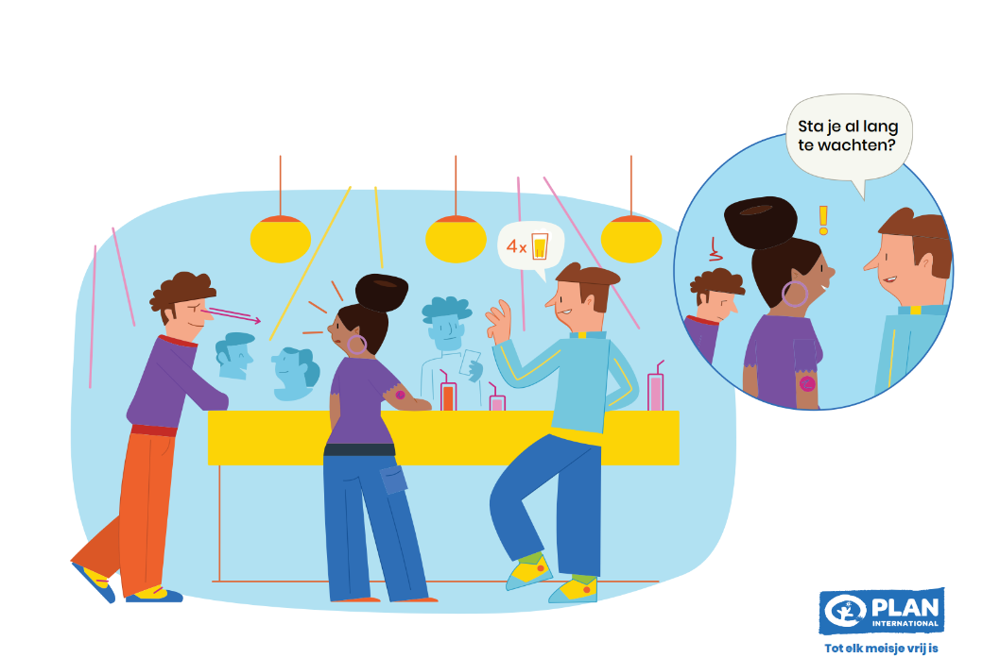 Sta je al lang
te wachten?
4x
!
PLAN
INTERNATIONAL
Tot elk meisje vrij is